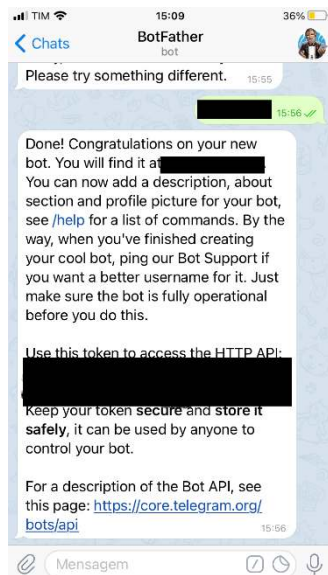 TIM 15:09 36%
Chats BotFather
bot
Please try something different. 15:55
15:56
Done! Congratulations on your new
bot. You will find it at
You can now add a description, about
section and profile picture for your bot,
see /help for a list of commands. By the
way, when you've finished creating
your cool bot, ping our Bot Support if
you want a better username for it. Just
make sure the bot is fully operational
before you do this.
Use this token to access the HTTP API:
Keep your token secure and store it
safely, it can be used by anyone to
control your bot.
For a description of the Bot API, see
this page: https://core.telegram.org/
bots/api 15:56
Mensagem